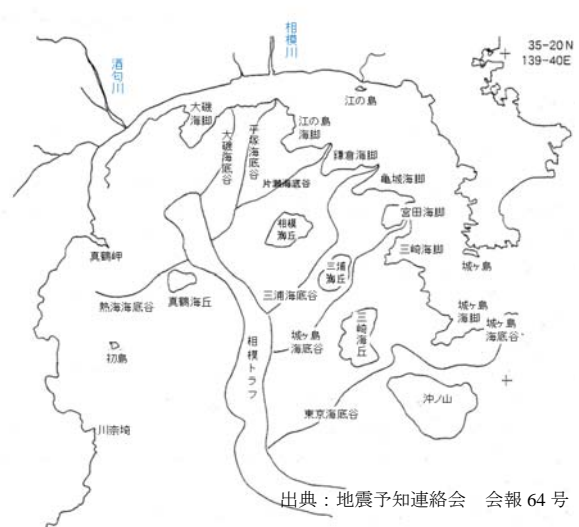 相模川
35-20N
139-40E
酒匂川
大磯
海脚
江の島
大磯海底谷
平塚海底谷
江の島
海脚
鎌倉海脚
片瀬海底谷
亀城海脚
相模
海丘
宮田海脚
真鶴岬
三浦
海丘
三崎海脚
城ヶ島
熱海海底谷
真鶴海丘
三浦海底谷
城ヶ島
海脚
城ヶ島
海底谷
初島
相模トラフ
城ヶ島
海底谷
三崎海丘
沖ノ山
東京海底谷
川奈埼
出典：地震予知連絡会 会報 64 号